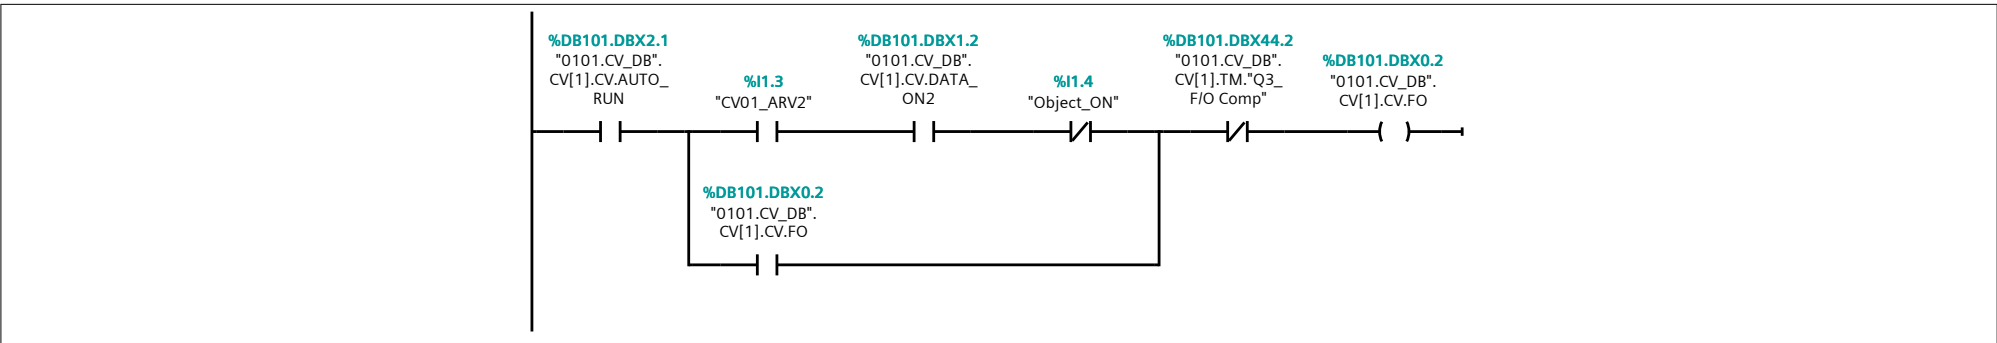 %DB101.DBX2.1
"0101.CV_DB".
CV[1].CV.AUTO_
RUN
%I1.3
"CV01_ARV2"
%DB101.DBX1.2
"0101.CV_DB".
CV[1].CV.DATA_
ON2
%I1.4
"Object_ON"
%DB101.DBX44.2
"0101.CV_DB".
CV[1].TM."Q3_
F/O Comp"
%DB101.DBX0.2
"0101.CV_DB".
CV[1].CV.FO
%DB101.DBX0.2
"0101.CV_DB".
CV[1].CV.FO